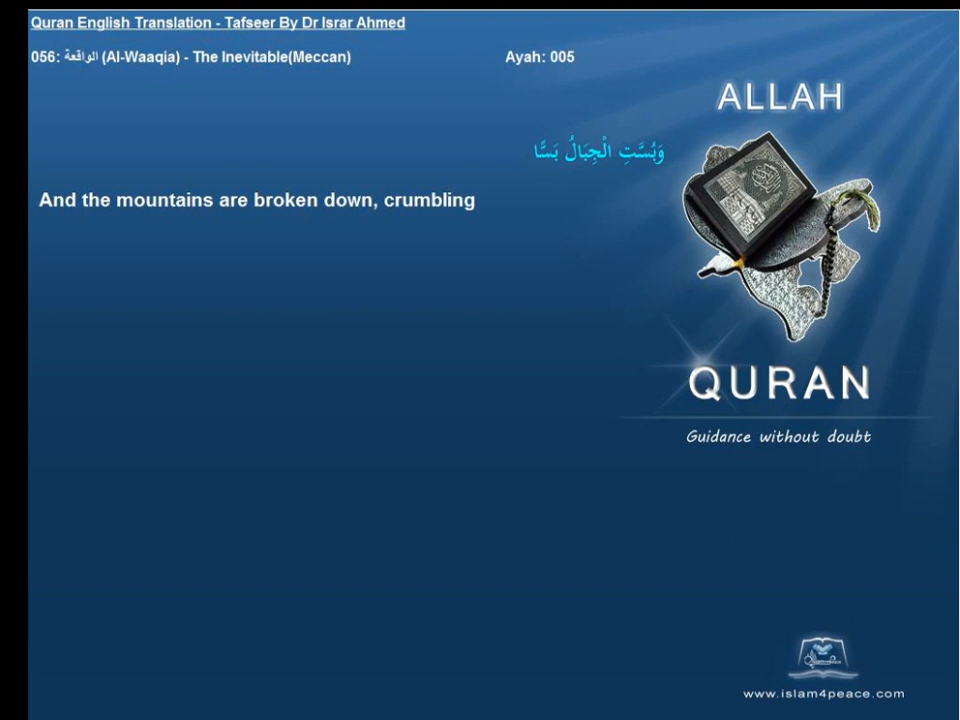 Quran English Translation - Tafseer By Dr Israr Ahmed
056: الواقعة (Al-Waaqia) - The Inevitable(Meccan) Ayah: 005
ALLAH
وَبُسَّتِ الْجِبَالُ بَسًّا
And the mountains are broken down, crumbling
QURAN
Guidance without doubt
www.islam4peace.com